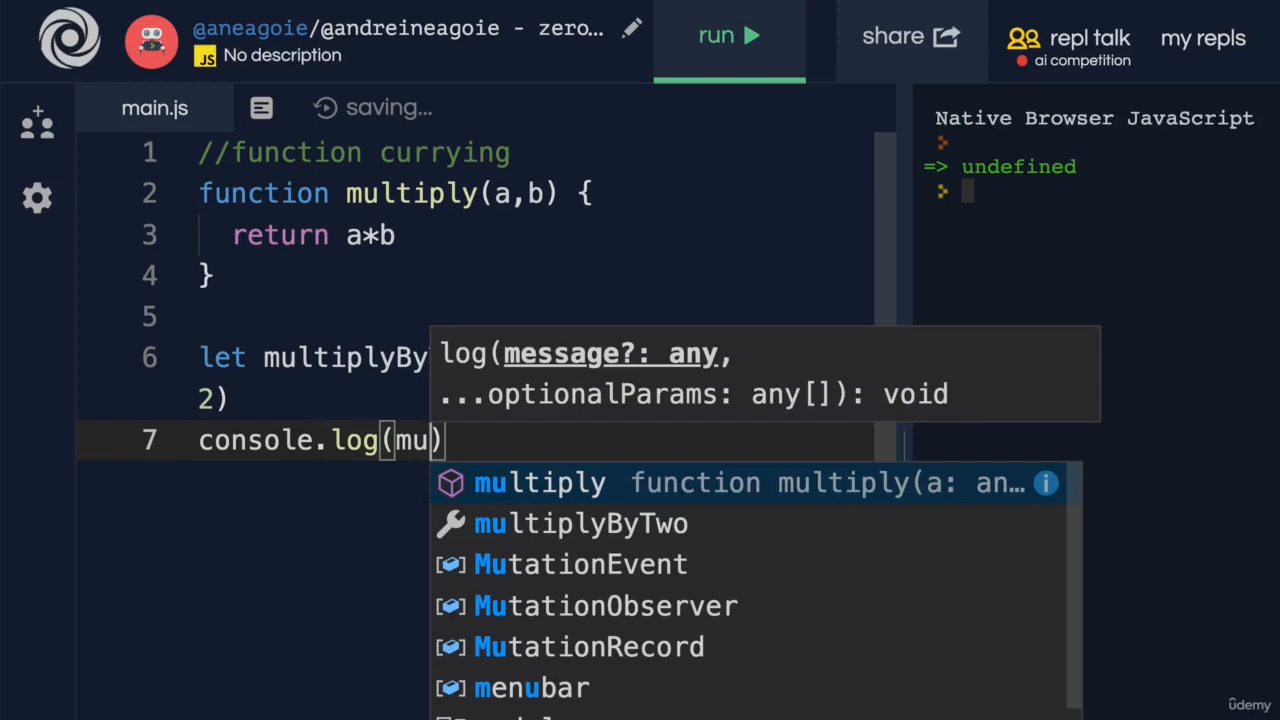 @aneagoie/@andreineagoie - zero...
JS No description
run
share
repl talk
ai competition
my repls
main.js
saving...
1 //function currying
2 function multiply(a,b) {
3 return a*b
4 }
5
6 let multiplyBy
2)
7 console.log(mu)
log(message?: any,
...optionalParams: any[]): void
multiply function multiply(a: an...
multiplyByTwo
MutationEvent
MutationObserver
MutationRecord
menubar
Native Browser JavaScript
=> undefined
ûdemy